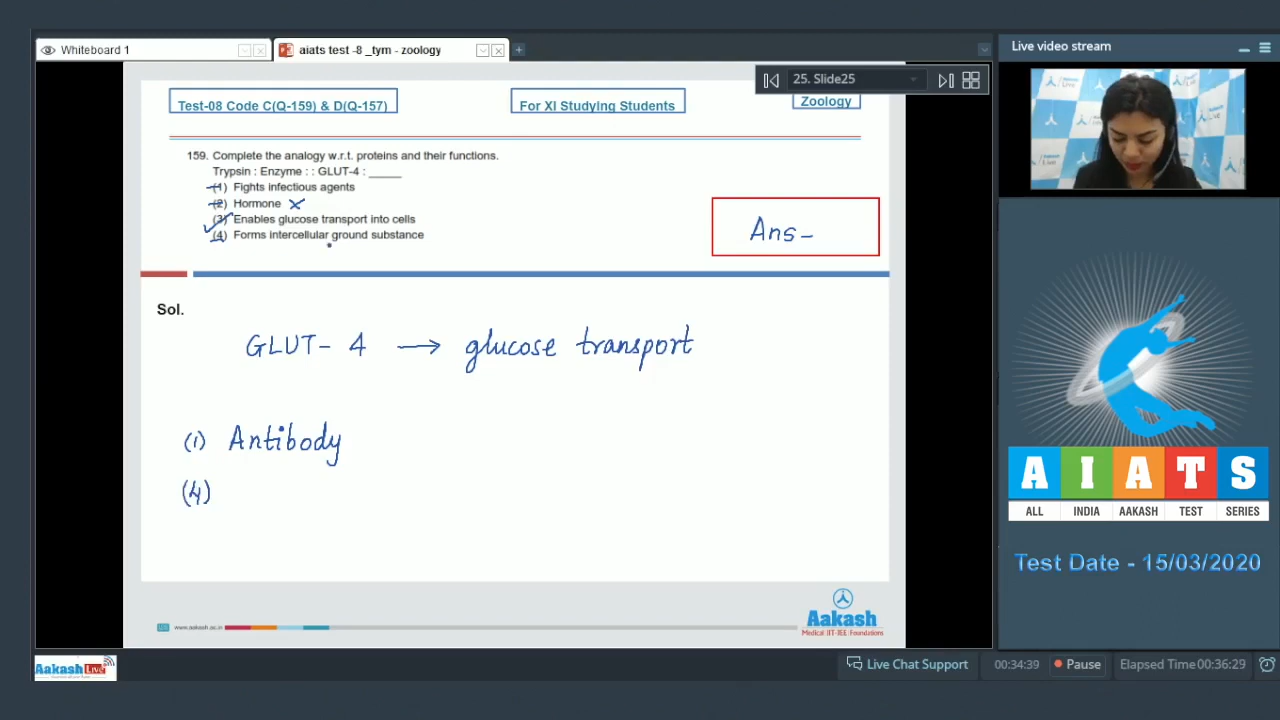 Whiteboard 1
aiats test -8 _tym - zoology
Live video stream
25. Slide25
Test-08 Code C(Q-159) & D(Q-157)
For XI Studying Students
Zoology
159. Complete the analogy w.r.t. proteins and their functions.
Trypsin : Enzyme : : GLUT-4 : _____
(1) Fights infectious agents
(2) Hormone
(3) Enables glucose transport into cells
(4) Forms intercellular ground substance
Ans -
Sol.
GLUT- 4 → glucose transport
(1) Antibody
(4)
A I A T S
ALL INDIA AAKASH TEST SERIES
Test Date - 15/03/2020
www.aakash.ac.in
Aakash
Medical|IIT-JEE|Foundations
Aakash Live
Live Chat Support
00:34:39
Pause
Elapsed Time 00:36:29